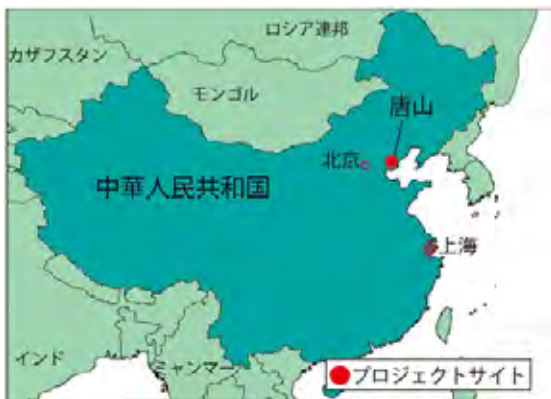 ロシア連邦
カザフスタン
モンゴル
唐山
北京
中華人民共和国
上海
インド
ミャンマー
プロジェクトサイト